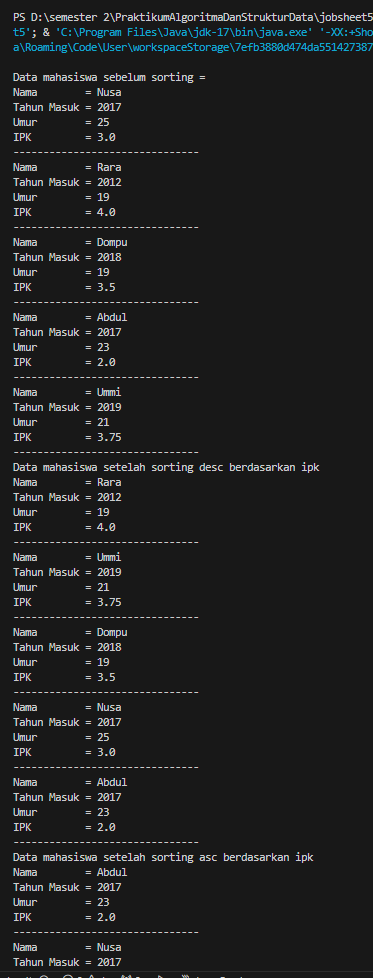 PS D:\semester 2\PraktikumAlgoritmaDanStrukturData\jobsheet5
t5'; & 'C:\Program Files\Java\jdk-17\bin\java.exe' '-XX:+Sho
a\Roaming\Code\User\workspaceStorage\7efb3880d474da551427387
Data mahasiswa sebelum sorting =
Nama        = Nusa
Tahun Masuk = 2017
Umur        = 25
IPK         = 3.0
-------------------------------
Nama        = Rara
Tahun Masuk = 2012
Umur        = 19
IPK         = 4.0
-------------------------------
Nama        = Dompu
Tahun Masuk = 2018
Umur        = 19
IPK         = 3.5
-------------------------------
Nama        = Abdul
Tahun Masuk = 2017
Umur        = 23
IPK         = 2.0
-------------------------------
Nama        = Ummi
Tahun Masuk = 2019
Umur        = 21
IPK         = 3.75
-------------------------------
Data mahasiswa setelah sorting desc berdasarkan ipk
Nama        = Rara
Tahun Masuk = 2012
Umur        = 19
IPK         = 4.0
-------------------------------
Nama        = Ummi
Tahun Masuk = 2019
Umur        = 21
IPK         = 3.75
-------------------------------
Nama        = Dompu
Tahun Masuk = 2018
Umur        = 19
IPK         = 3.5
-------------------------------
Nama        = Nusa
Tahun Masuk = 2017
Umur        = 25
IPK         = 3.0
-------------------------------
Nama        = Abdul
Tahun Masuk = 2017
Umur        = 23
IPK         = 2.0
-------------------------------
Data mahasiswa setelah sorting asc berdasarkan ipk
Nama        = Abdul
Tahun Masuk = 2017
Umur        = 23
IPK         = 2.0
-------------------------------
Nama        = Nusa
Tahun Masuk = 2017